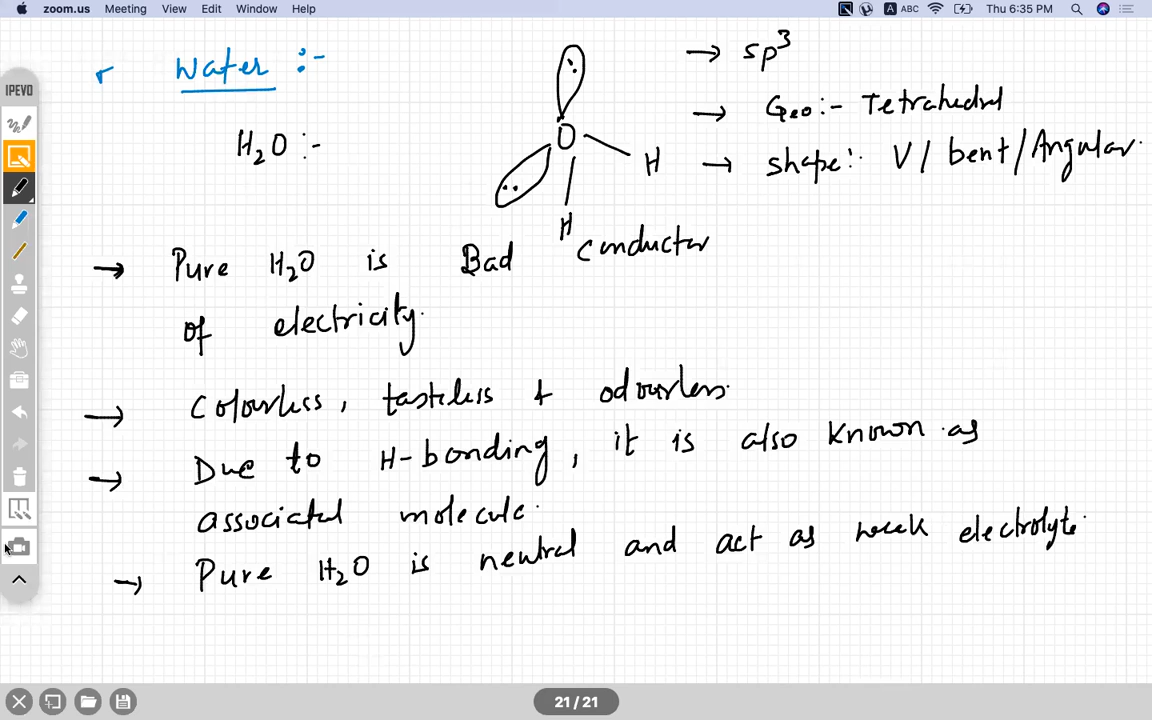 zoom.us Meeting View Edit Window Help
A ABC Thu 6:35 PM
IPEVO
Water :-
H₂O :-
O
H
H
→ sp³
→ Geo :- Tetrahedral
→ shape :- V/ bent/Angular.
→ Pure H₂O is Bad conductor
of electricity.
→ Colourless, tasteless + odourless.
→ Due to H-bonding, it is also known as
associated molecule.
→ Pure H₂O is neutral and act as weak electrolyte.
21 / 21